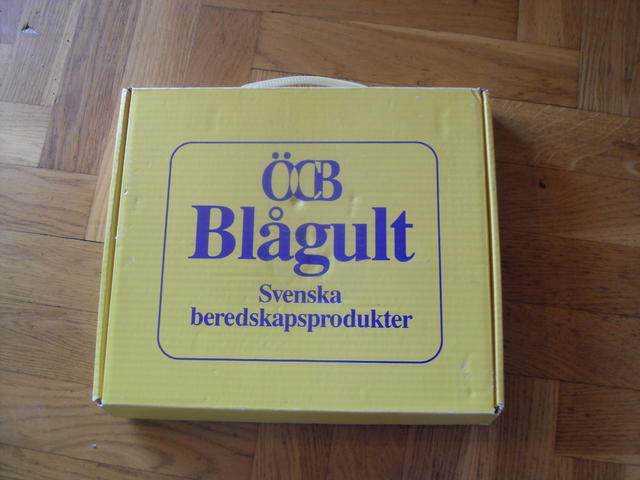 ÖCB
Blågult
Svenska
beredskapsprodukter